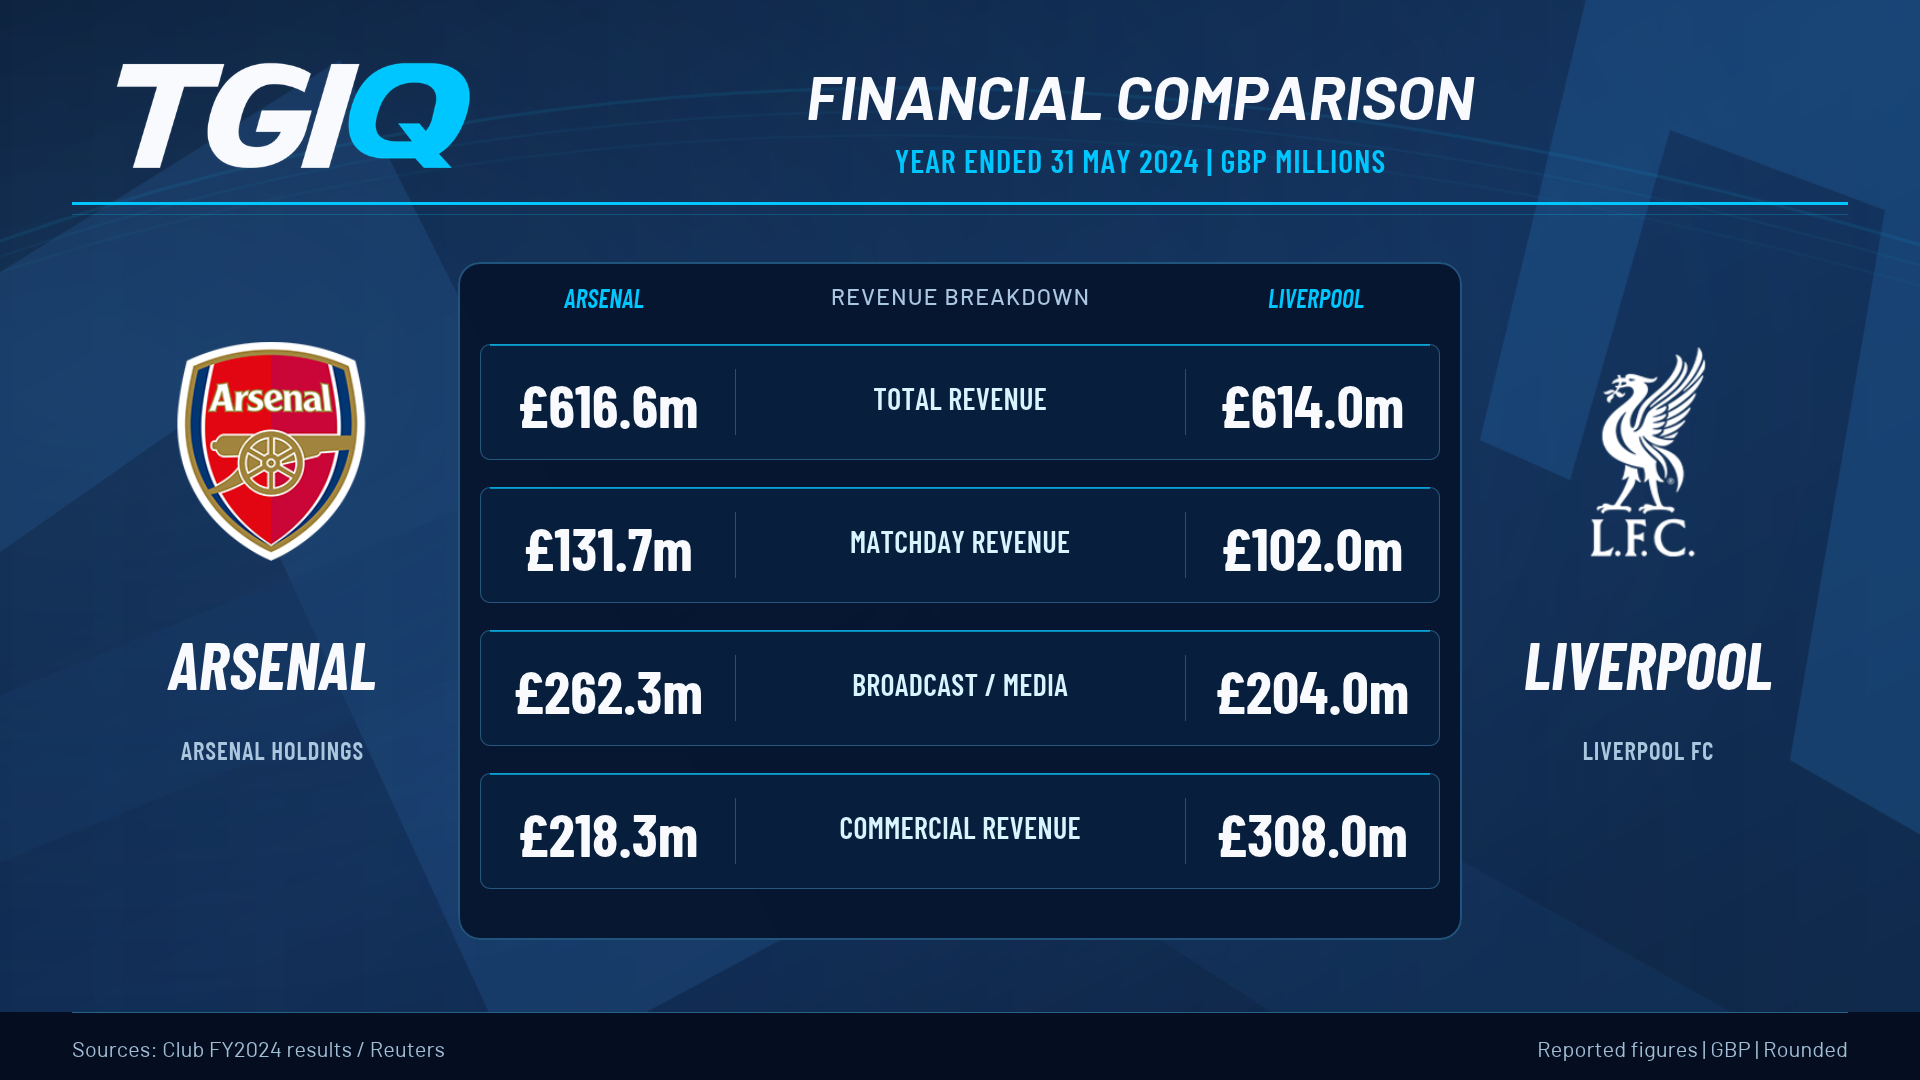 TGIQ
FINANCIAL COMPARISON
YEAR ENDED 31 MAY 2024 | GBP MILLIONS
ARSENAL REVENUE BREAKDOWN LIVERPOOL
£616.6m TOTAL REVENUE £614.0m
£131.7m MATCHDAY REVENUE £102.0m
£262.3m BROADCAST / MEDIA £204.0m
£218.3m COMMERCIAL REVENUE £308.0m
Arsenal
ARSENAL
ARSENAL HOLDINGS
L.F.C.
LIVERPOOL
LIVERPOOL FC
Sources: Club FY2024 results / Reuters
Reported figures | GBP | Rounded